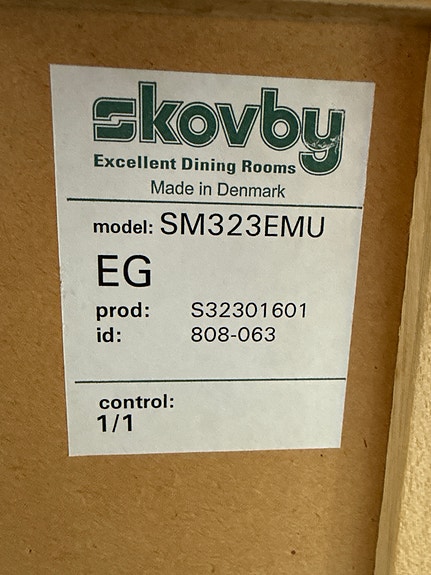 skovby
Excellent Dining Rooms
Made in Denmark
model: SM323EMU
EG
prod: S32301601
id: 808-063
control:
1/1